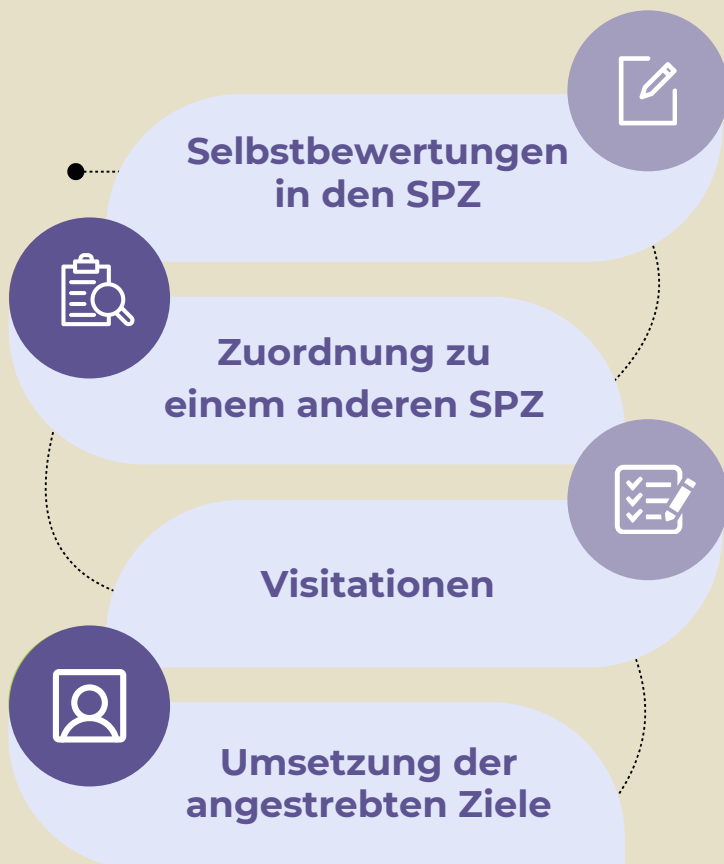 Selbstbewertungen
in den SPZ
Zuordnung zu
einem anderen SPZ
Visitationen
Umsetzung der
angestrebten Ziele